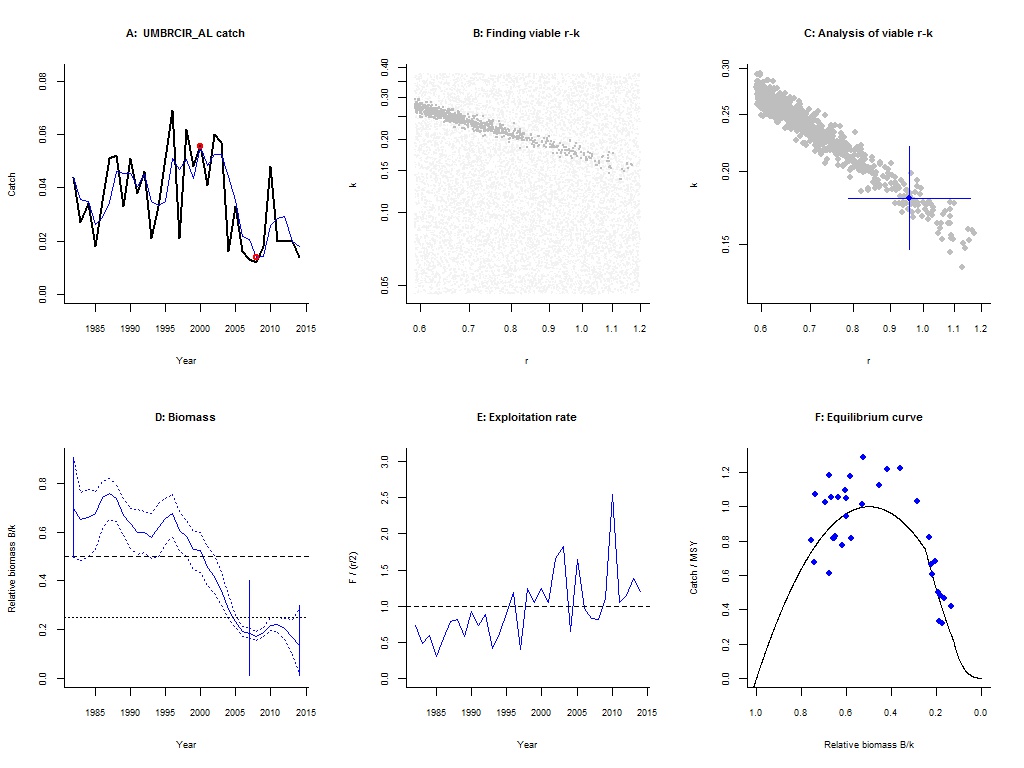 A: UMBRCIR_AL catch
B: Finding viable r-k
C: Analysis of viable r-k
Catch
0.00 0.02 0.04 0.06 0.08
1985 1990 1995 2000 2005 2010 2015
Year
k
0.05 0.10 0.15 0.20 0.30 0.40
0.6 0.7 0.8 0.9 1.0 1.1 1.2
r
k
0.15 0.20 0.25 0.30
0.6 0.7 0.8 0.9 1.0 1.1 1.2
r
D: Biomass
E: Exploitation rate
F: Equilibrium curve
Relative biomass B/k
0.0 0.2 0.4 0.6 0.8
1985 1990 1995 2000 2005 2010 2015
Year
F / (r/2)
0.0 0.5 1.0 1.5 2.0 2.5 3.0
1985 1990 1995 2000 2005 2010 2015
Year
Catch / MSY
0.0 0.2 0.4 0.6 0.8 1.0 1.2
1.0 0.8 0.6 0.4 0.2 0.0
Relative biomass B/k